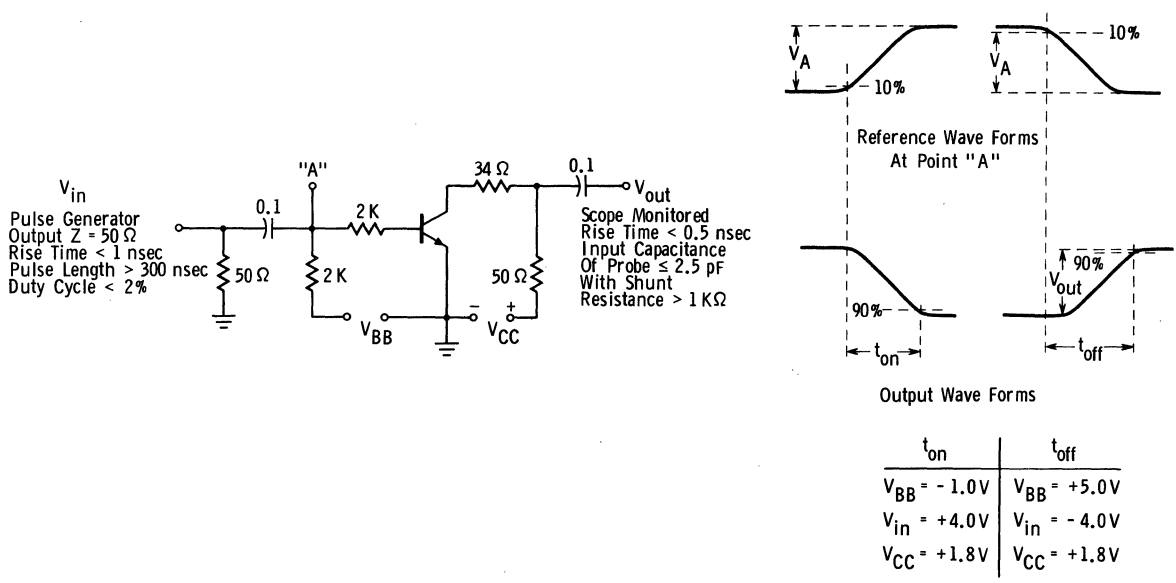 V_in
Pulse Generator
Output Z = 50 Ω
Rise Time < 1 nsec
Pulse Length > 300 nsec
Duty Cycle < 2%
50 Ω
0.1
"A"
2 K
2 K
V_BB
34 Ω
0.1
50 Ω
− +
V_CC
V_out
Scope Monitored
Rise Time < 0.5 nsec
Input Capacitance
Of Probe ≤ 2.5 pF
With Shunt
Resistance > 1 KΩ
V_A
10%
V_A
10%
Reference Wave Forms
At Point "A"
90%
t_on
90%
V_out
t_off
Output Wave Forms
t_on t_off
V_BB = - 1.0 V V_BB = +5.0 V
V_in = +4.0 V V_in = - 4.0 V
V_CC = +1.8 V V_CC = +1.8 V